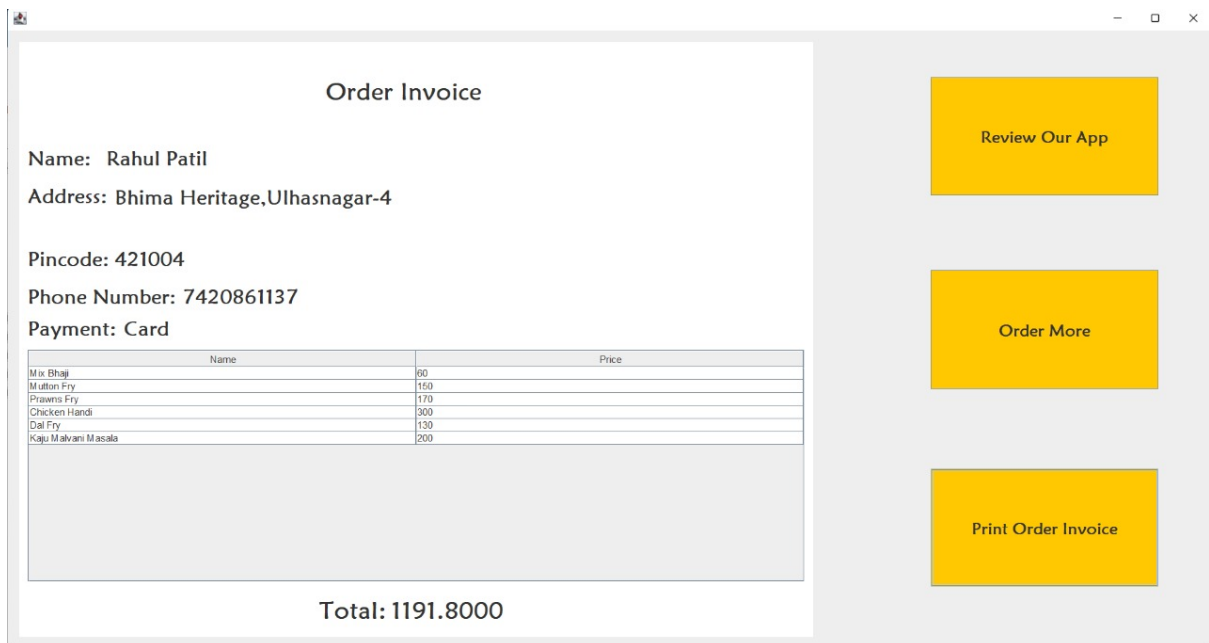 Order Invoice
Name: Rahul Patil
Address: Bhima Heritage,Ulhasnagar-4
Pincode: 421004
Phone Number: 7420861137
Payment: Card
Name Price
Mix Bhaji 60
Mutton Fry 150
Prawns Fry 170
Chicken Handi 300
Dal Fry 130
Kaju Malvani Masala 200
Total: 1191.8000
Review Our App
Order More
Print Order Invoice